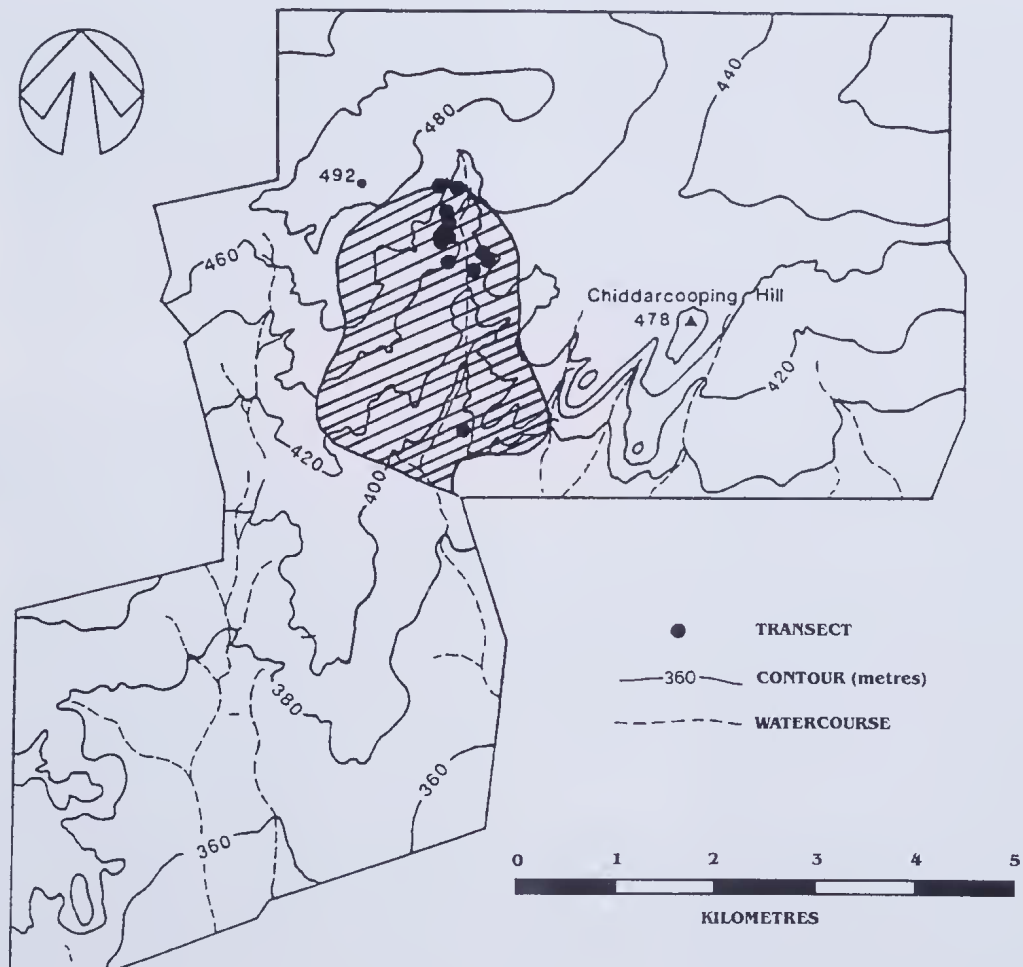 440
480
492
460
Chiddarcooping Hill
478
420
420
400
TRANSECT
360 CONTOUR (metres)
380
WATERCOURSE
360
360
0 1 2 3 4 5
KILOMETRES